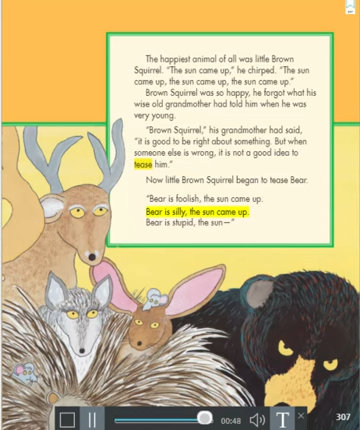 The happiest animal of all was little Brown
Squirrel. "The sun came up," he chirped. "The sun
came up, the sun came up, the sun came up."
Brown Squirrel was so happy, he forgot what his
wise old grandmother had told him when he was
very young.
"Brown Squirrel," his grandmother had said,
"it is good to be right about something. But when
someone else is wrong, it is not a good idea to
tease him."
Now little Brown Squirrel began to tease Bear.
"Bear is foolish, the sun came up.
Bear is silly, the sun came up.
Bear is stupid, the sun—"
00:48
T
307